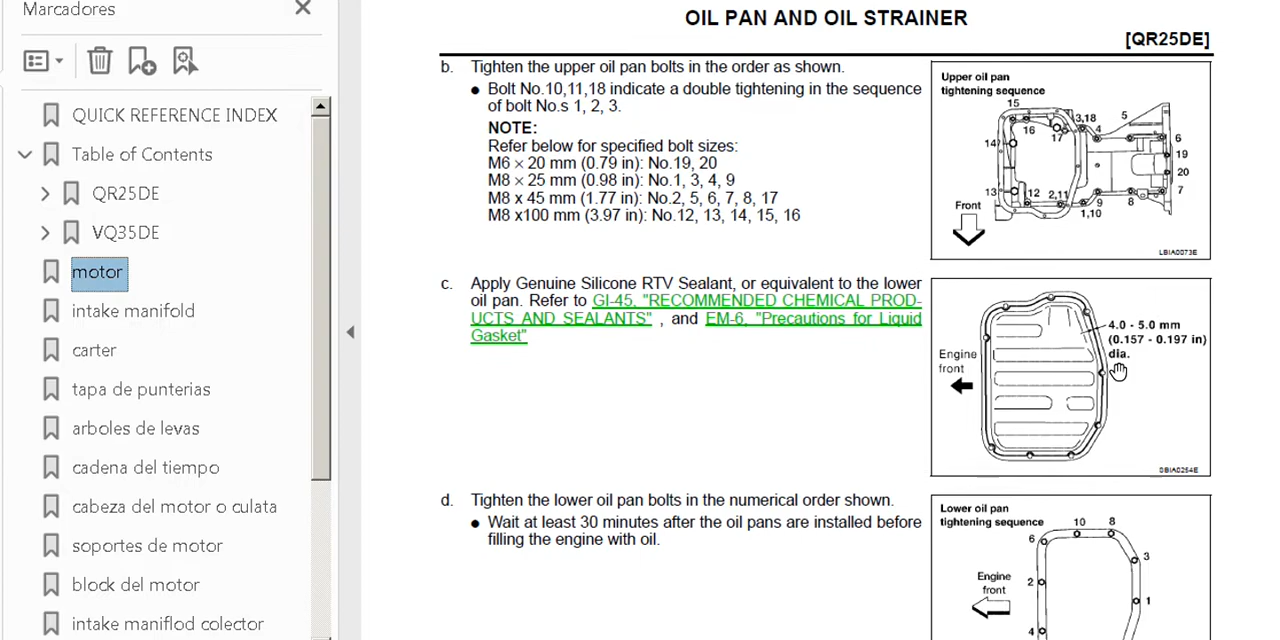 Marcadores
QUICK REFERENCE INDEX
Table of Contents
QR25DE
VQ35DE
motor
intake manifold
carter
tapa de punterias
arboles de levas
cadena del tiempo
cabeza del motor o culata
soportes de motor
block del motor
intake maniflod colector
OIL PAN AND OIL STRAINER
[QR25DE]
b. Tighten the upper oil pan bolts in the order as shown.
● Bolt No.10,11,18 indicate a double tightening in the sequence
of bolt No.s 1, 2, 3.
NOTE:
Refer below for specified bolt sizes:
M6 × 20 mm (0.79 in): No.19, 20
M8 × 25 mm (0.98 in): No.1, 3, 4, 9
M8 x 45 mm (1.77 in): No.2, 5, 6, 7, 8, 17
M8 x100 mm (3.97 in): No.12, 13, 14, 15, 16
Upper oil pan
tightening sequence
15
16
17
3,18
4
5
6
14
19
20
13
12
2,11
9
8
7
1,10
Front
LBIA0073E
c. Apply Genuine Silicone RTV Sealant, or equivalent to the lower
oil pan. Refer to GI-45, "RECOMMENDED CHEMICAL PROD-
UCTS AND SEALANTS" , and EM-6, "Precautions for Liquid
Gasket"
4.0 - 5.0 mm
(0.157 - 0.197 in)
dia.
Engine
front
0BIA0254E
d. Tighten the lower oil pan bolts in the numerical order shown.
● Wait at least 30 minutes after the oil pans are installed before
filling the engine with oil.
Lower oil pan
tightening sequence
10
8
6
3
Engine
front
2
1
4